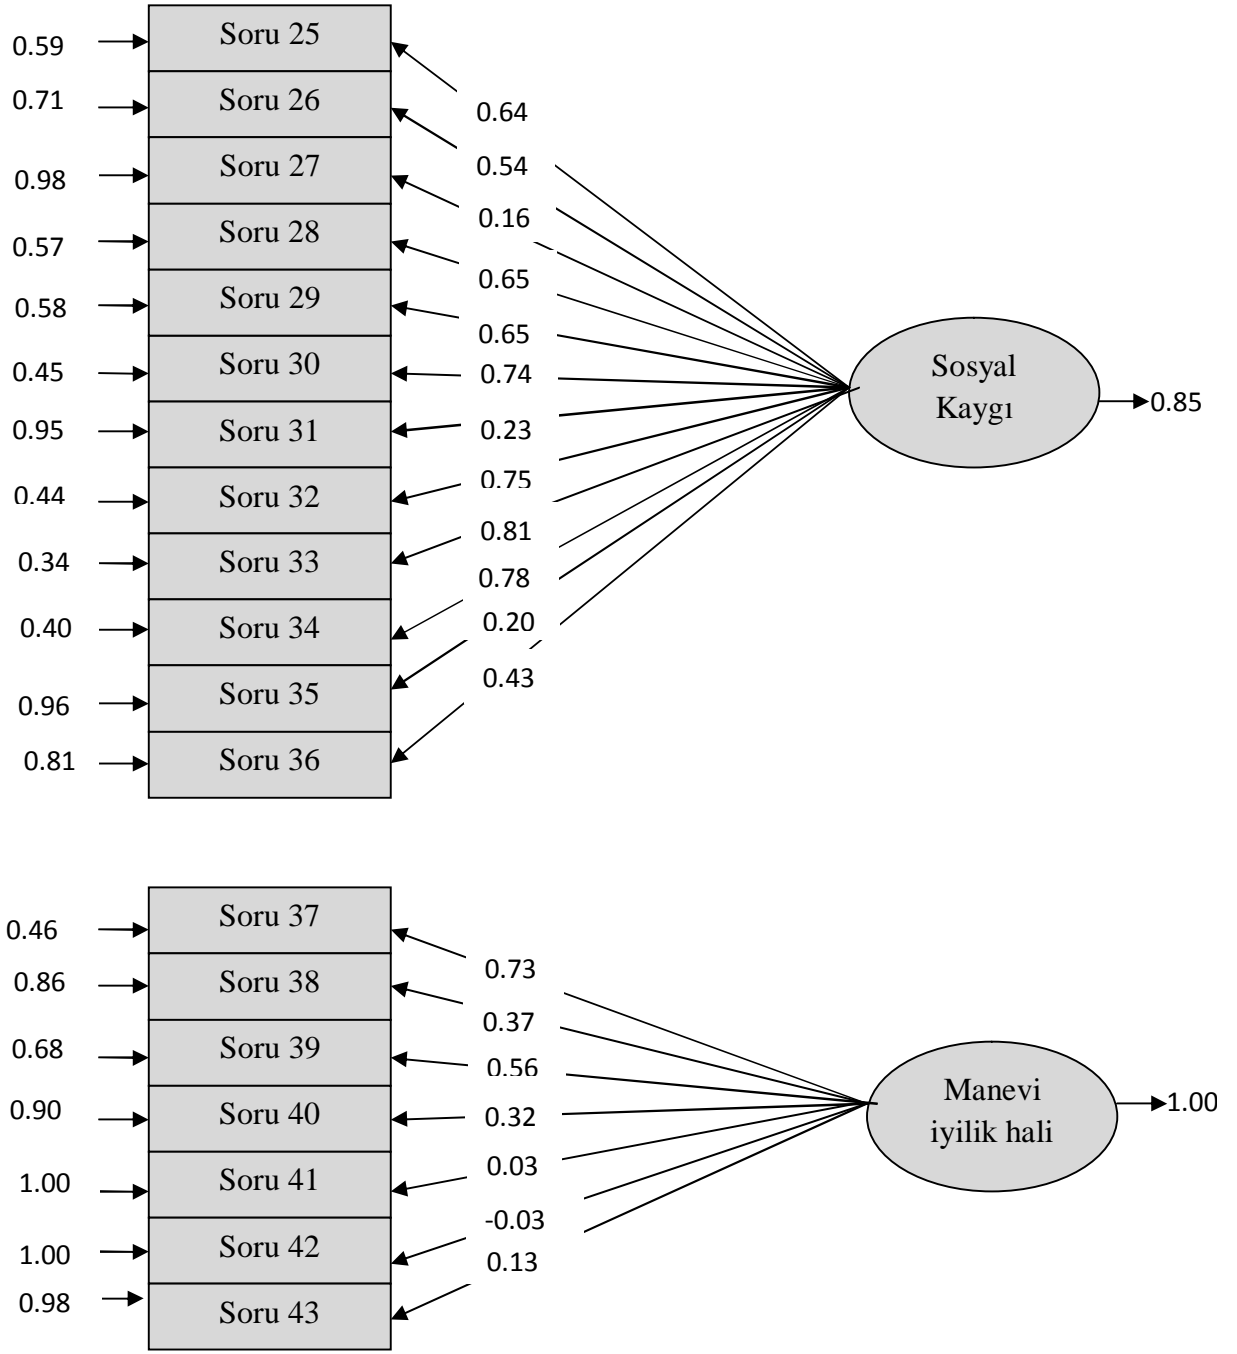 0.59
Soru 25
0.64
0.71
Soru 26
0.54
0.98
Soru 27
0.16
0.57
Soru 28
0.65
0.58
Soru 29
0.65
0.45
Soru 30
0.74
0.95
Soru 31
0.23
0.44
Soru 32
0.75
0.34
Soru 33
0.81
0.40
Soru 34
0.78
0.96
Soru 35
0.20
0.81
Soru 36
0.43
Sosyal
Kaygı
0.85
0.46
Soru 37
0.73
0.86
Soru 38
0.37
0.68
Soru 39
0.56
0.90
Soru 40
0.32
1.00
Soru 41
0.03
1.00
Soru 42
-0.03
0.98
Soru 43
0.13
Manevi
iyilik hali
1.00